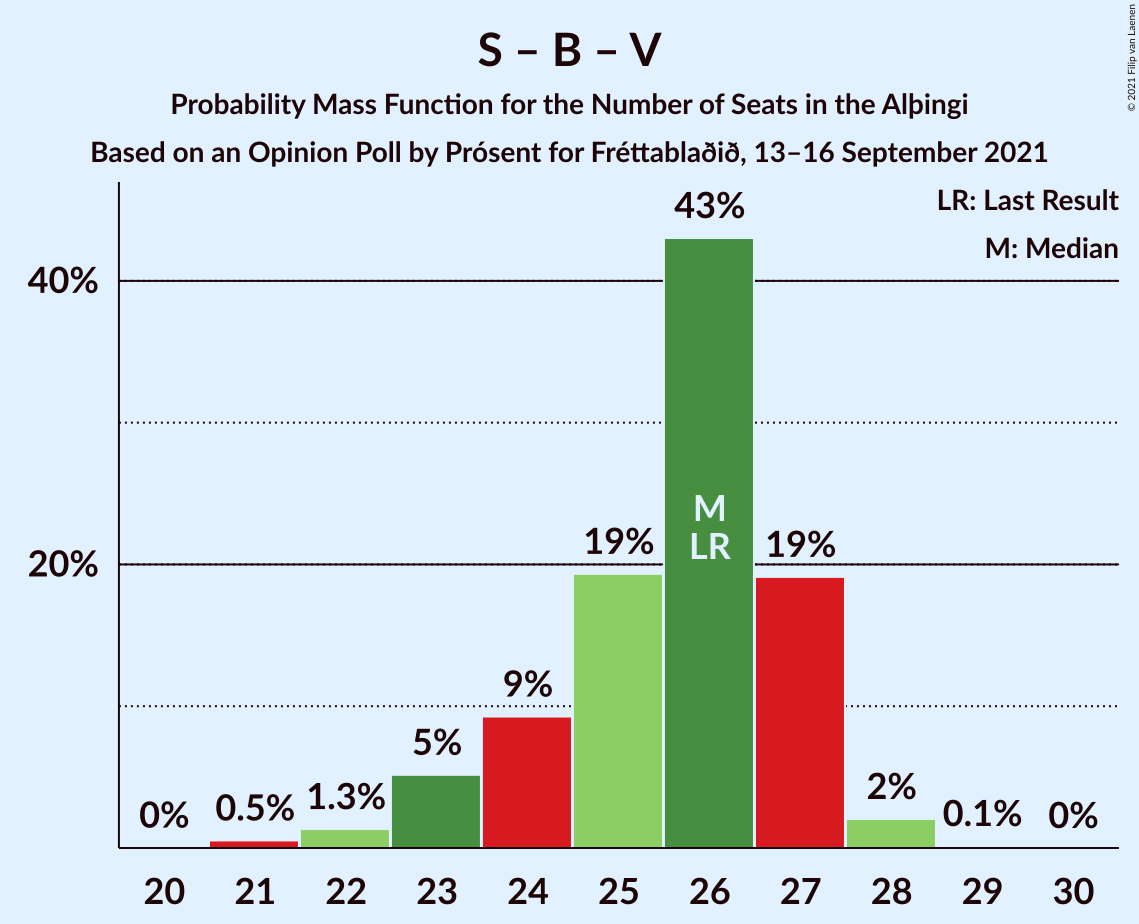 S – B – V
Probability Mass Function for the Number of Seats in the Alþingi
Based on an Opinion Poll by Prósent for Fréttablaðið, 13–16 September 2021
© 2021 Filip van Laenen
LR: Last Result
M: Median
40%
20%
0%
0.5%
1.3%
5%
9%
19%
43%
19%
2%
0.1%
0%
M
LR
20 21 22 23 24 25 26 27 28 29 30